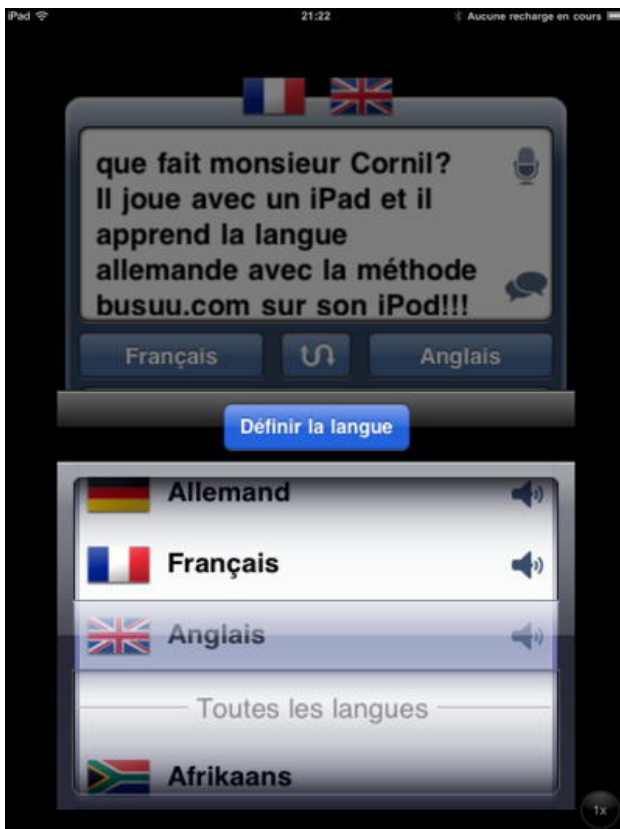 iPad 21:22 Aucune recharge en cours
que fait monsieur Cornil?
Il joue avec un iPad et il
apprend la langue
allemande avec la méthode
busuu.com sur son iPod!!!
Français Anglais
Définir la langue
Allemand
Français
Anglais
Toutes les langues
Afrikaans
1x